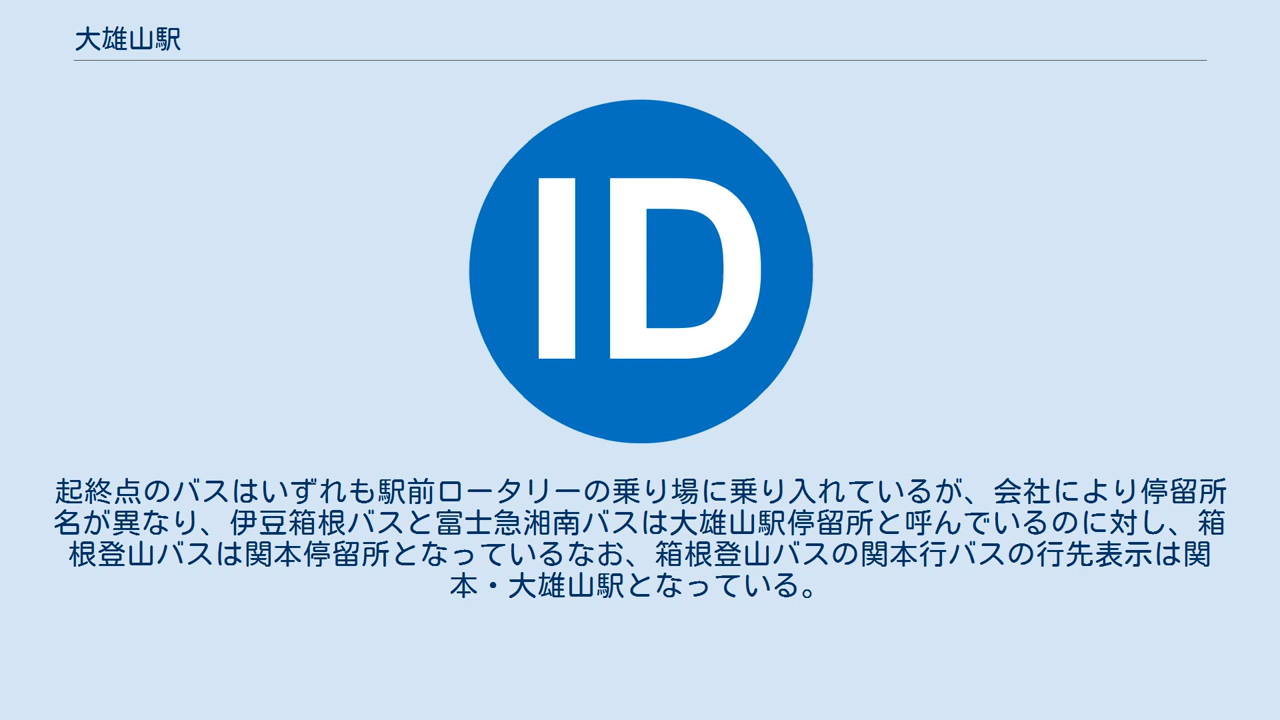 大雄山駅
ID
起終点のバスはいずれも駅前ロータリーの乗り場に乗り入れているが、会社により停留所
名が異なり、伊豆箱根バスと富士急湘南バスは大雄山駅停留所と呼んでいるのに対し、箱
根登山バスは関本停留所となっているなお、箱根登山バスの関本行バスの行先表示は関
本・大雄山駅となっている。